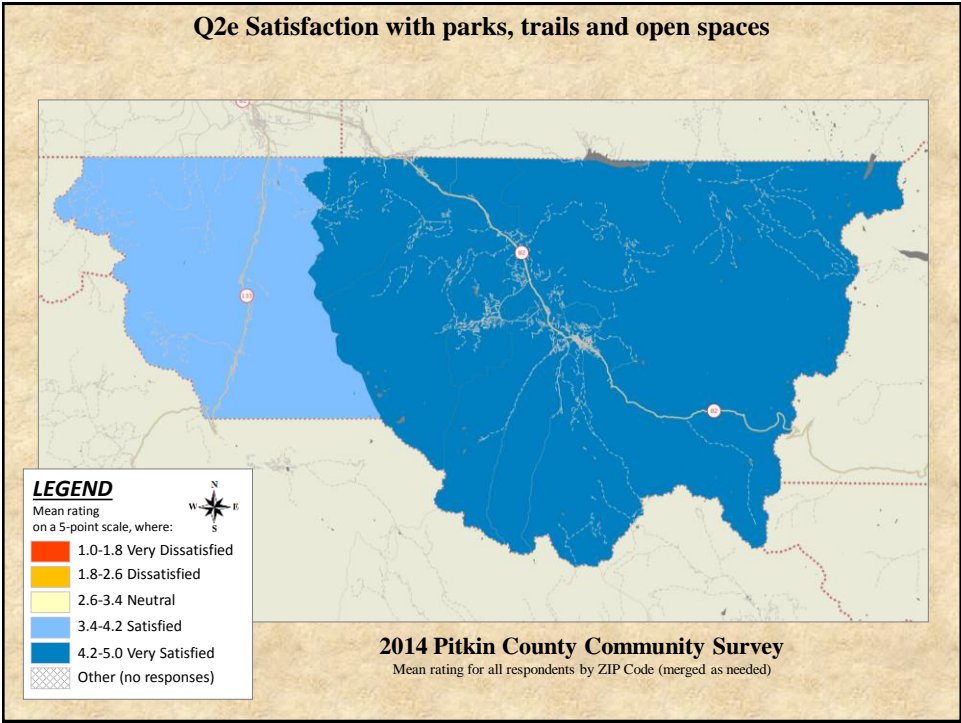 Q2e Satisfaction with parks, trails and open spaces
82
82
133
82
LEGEND
Mean rating
on a 5-point scale, where:
N
W E
S
1.0-1.8 Very Dissatisfied
1.8-2.6 Dissatisfied
2.6-3.4 Neutral
3.4-4.2 Satisfied
4.2-5.0 Very Satisfied
Other (no responses)
2014 Pitkin County Community Survey
Mean rating for all respondents by ZIP Code (merged as needed)